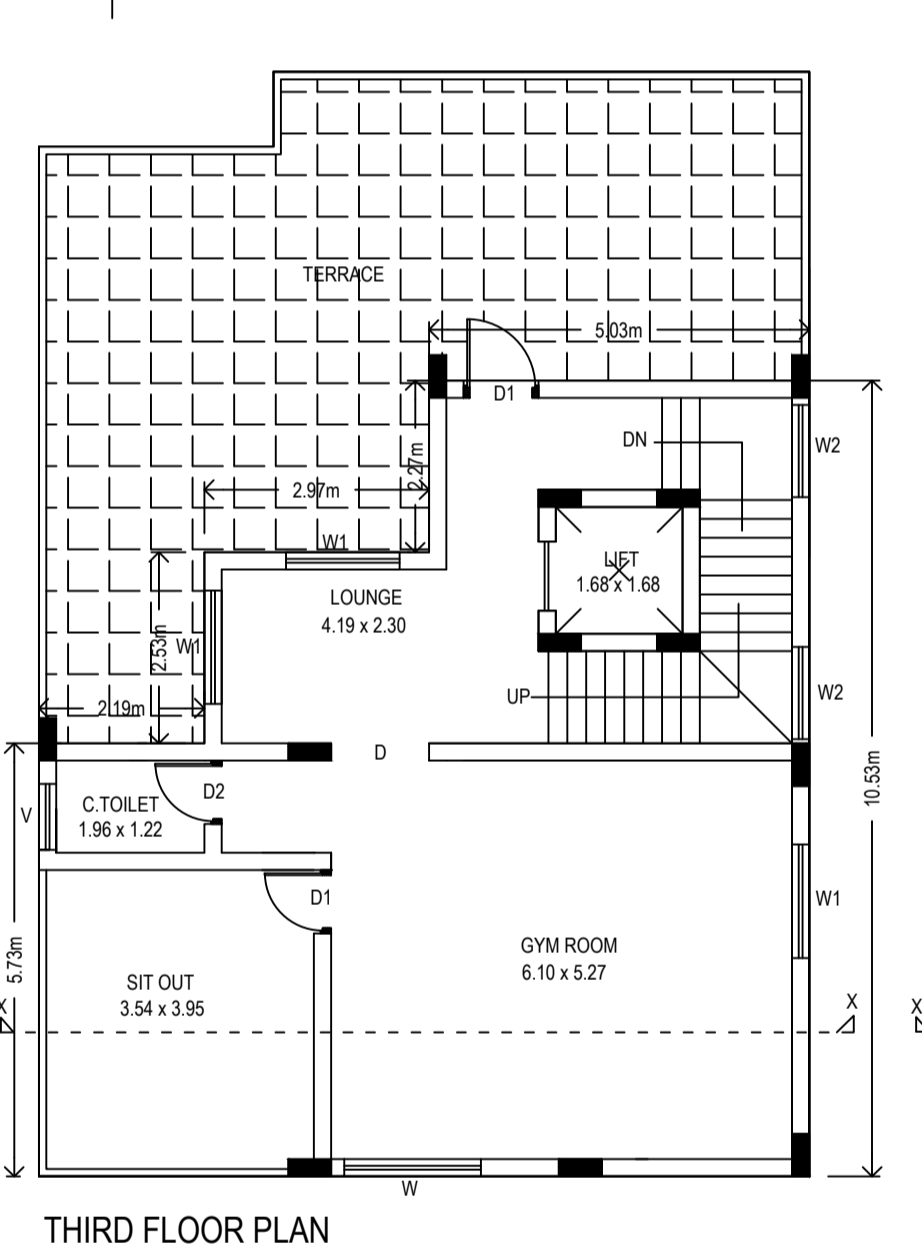 TERRACE
5.03m
D1
DN
W2
2.27m
2.97m
W1
LIFT
1.68 x 1.68
LOUNGE
4.19 x 2.30
2.53m
W1
UP
W2
2.19m
D
10.53m
D2
C.TOILET
1.96 x 1.22
V
D1
W1
GYM ROOM
6.10 x 5.27
5.73m
SIT OUT
3.54 x 3.95
X
X
X
W
THIRD FLOOR PLAN